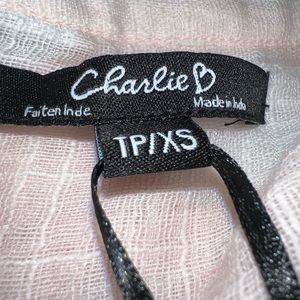 Charlie B
Fait en Inde
Made in India
TP/XS